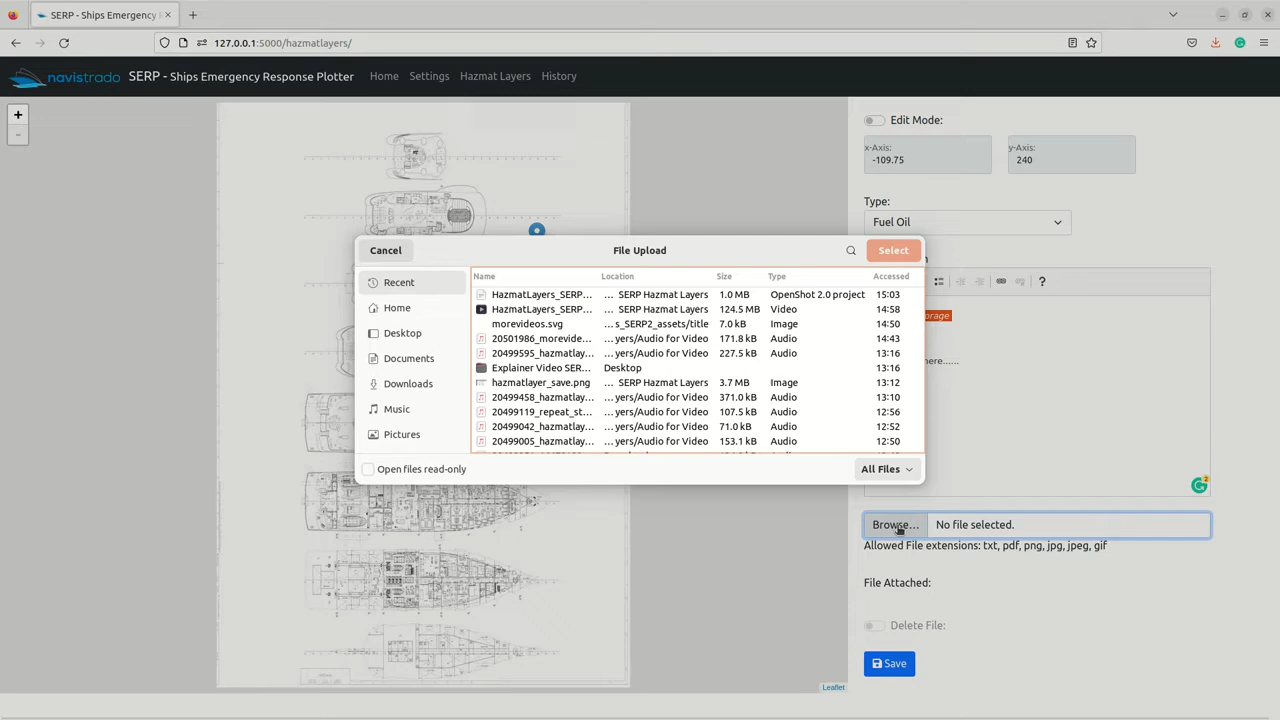 SERP - Ships Emergency R
127.0.0.1:5000/hazmatlayers/
navistrado SERP - Ships Emergency Response Plotter Home Settings Hazmat Layers History
+
-
Edit Mode:
x-Axis: y-Axis:
-109.75 240
Type:
Fuel Oil
Cancel File Upload Select
Name Location Size Type Accessed
Recent
Home
Desktop
Documents
Downloads
Music
Pictures
HazmatLayers_SERP... ... SERP Hazmat Layers 1.0 MB OpenShot 2.0 project 15:03
HazmatLayers_SERP... ... SERP Hazmat Layers 124.5 MB Video 14:58
morevideos.svg ...s_SERP2_assets/title 7.0 kB Image 14:50
20501986_morevide... ...yers/Audio for Video 171.8 kB Audio 14:43
20499595_hazmatlay... ...yers/Audio for Video 227.5 kB Audio 13:16
Explainer Video SER... Desktop 13:16
hazmatlayer_save.png ... SERP Hazmat Layers 3.7 MB Image 13:12
20499458_hazmatlay... ...yers/Audio for Video 371.0 kB Audio 13:10
20499119_repeat_st... ...yers/Audio for Video 107.5 kB Audio 12:56
20499042_hazmatlay... ...yers/Audio for Video 71.0 kB Audio 12:52
20499005_hazmatlay... ...yers/Audio for Video 153.1 kB Audio 12:50
Open files read-only All Files
?
orage
here......
2
Browse... No file selected.
Allowed File extensions: txt, pdf, png, jpg, jpeg, gif
File Attached:
Delete File:
Save
Leaflet